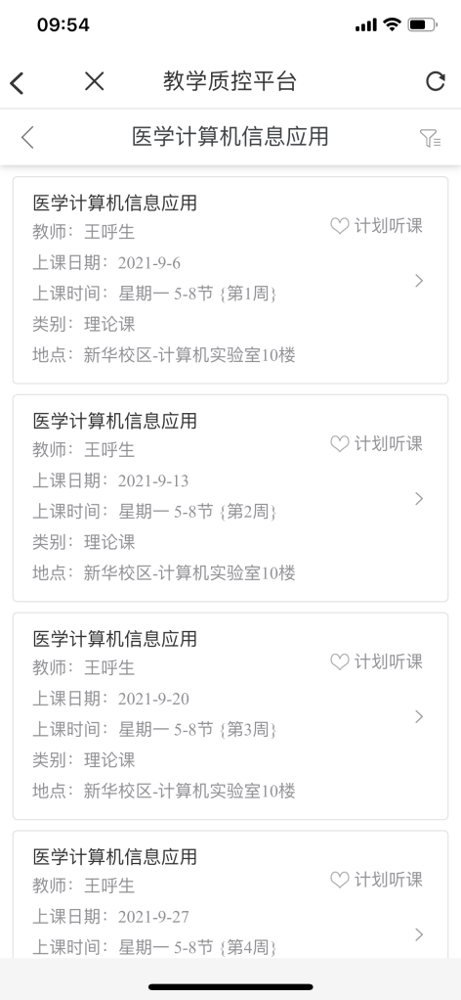 09:54
教学质控平台
医学计算机信息应用
医学计算机信息应用
教师：王呼生
计划听课
上课日期：2021-9-6
上课时间：星期一 5-8节 {第1周}
类别：理论课
地点：新华校区-计算机实验室10楼
医学计算机信息应用
教师：王呼生
计划听课
上课日期：2021-9-13
上课时间：星期一 5-8节 {第2周}
类别：理论课
地点：新华校区-计算机实验室10楼
医学计算机信息应用
教师：王呼生
计划听课
上课日期：2021-9-20
上课时间：星期一 5-8节 {第3周}
类别：理论课
地点：新华校区-计算机实验室10楼
医学计算机信息应用
教师：王呼生
计划听课
上课日期：2021-9-27
上课时间：星期一 5-8节 {第4周}